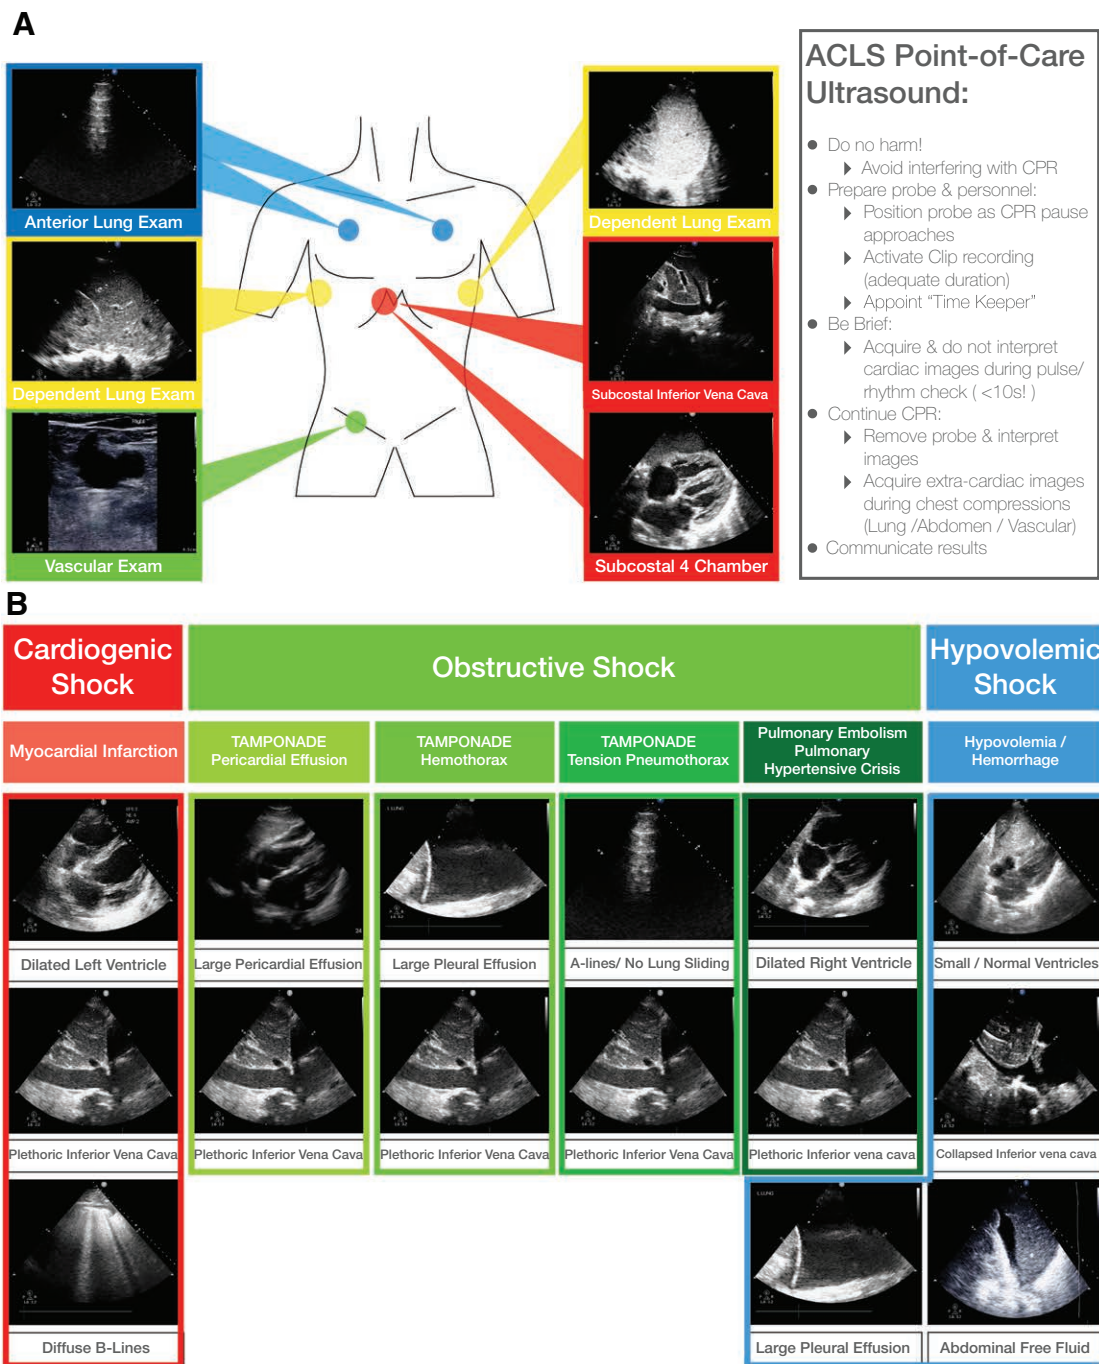 A
Anterior Lung Exam
Dependent Lung Exam
Vascular Exam
Dependent Lung Exam
Subcostal Inferior Vena Cava
Subcostal 4 Chamber
ACLS Point-of-Care
Ultrasound:
● Do no harm!
Avoid interfering with CPR
● Prepare probe & personnel:
Position probe as CPR pause
approaches
Activate Clip recording
(adequate duration)
Appoint “Time Keeper”
● Be Brief:
Acquire & do not interpret
cardiac images during pulse/
rhythm check ( <10s! )
● Continue CPR:
Remove probe & interpret
images
Acquire extra-cardiac images
during chest compressions
(Lung /Abdomen / Vascular)
● Communicate results
B
Cardiogenic
Shock
Obstructive Shock
Hypovolemic
Shock
Myocardial Infarction
TAMPONADE
Pericardial Effusion
TAMPONADE
Hemothorax
TAMPONADE
Tension Pneumothorax
Pulmonary Embolism
Pulmonary
Hypertensive Crisis
Hypovolemia /
Hemorrhage
L LUNG
Dilated Left Ventricle
Large Pericardial Effusion
Large Pleural Effusion
A-lines/ No Lung Sliding
Dilated Right Ventricle
Small / Normal Ventricles
Plethoric Inferior Vena Cava
Plethoric Inferior Vena Cava
Plethoric Inferior Vena Cava
Plethoric Inferior Vena Cava
Plethoric Inferior vena cava
Collapsed Inferior vena cava
L LUNG
Diffuse B-Lines
Large Pleural Effusion
Abdominal Free Fluid